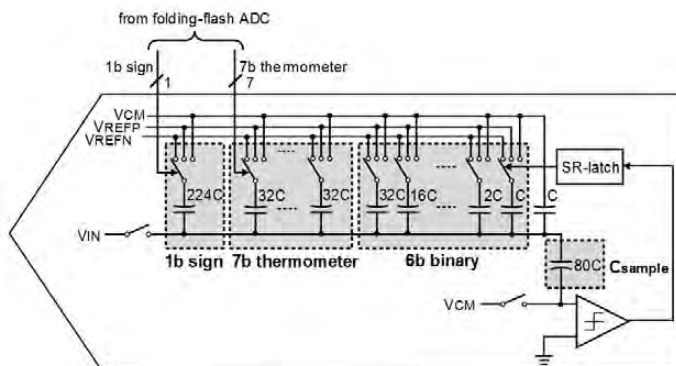 from folding-flash ADC
1b sign
7b thermometer
1
7
VCM
VREFP
VREFN
224C
32C
32C
32C
16C
2C
C
C
SR-latch
VIN
1b sign
7b thermometer
6b binary
80C
Csample
VCM